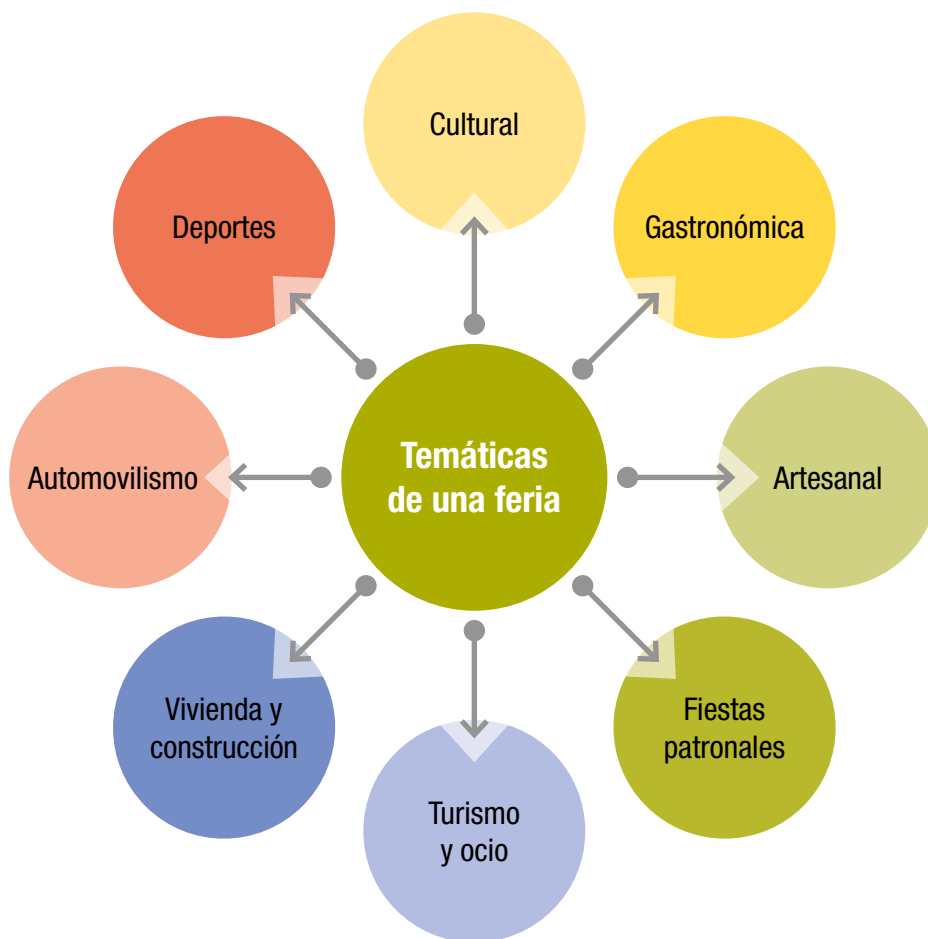 Cultural
Deportes
Gastronómica
Automovilismo
Temáticas
de una feria
Artesanal
Vivienda y
construcción
Fiestas
patronales
Turismo
y ocio